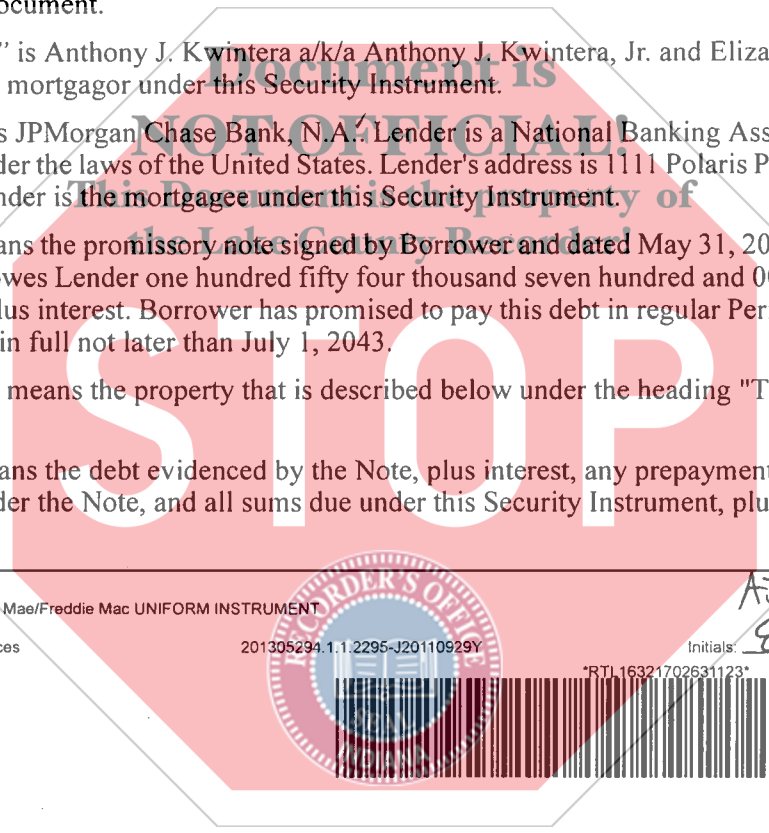 ocument.
" is Anthony J. Kwintera a/k/a Anthony J. Kwintera, Jr. and Eliza
mortgagor under this Security Instrument.
s JPMorgan Chase Bank, N.A.. Lender is a National Banking Ass
der the laws of the United States. Lender's address is 1111 Polaris P
nder is the mortgagee under this Security Instrument.
ans the promissory note signed by Borrower and dated May 31, 20
owes Lender one hundred fifty four thousand seven hundred and 00
lus interest. Borrower has promised to pay this debt in regular Per
in full not later than July 1, 2043.
means the property that is described below under the heading "T
ans the debt evidenced by the Note, plus interest, any prepayment
der the Note, and all sums due under this Security Instrument, plu
Document is
NOT OFFICIAL!
This Document is the property of
the Lake County Recorder!
STOP
Mae/Freddie Mac UNIFORM INSTRUMENT
ces
201305294.1.1.2295-J20110929Y
Initials:
*RTL16321702631123*
RECORDER'S OFFICE
SEAL
INDIANA